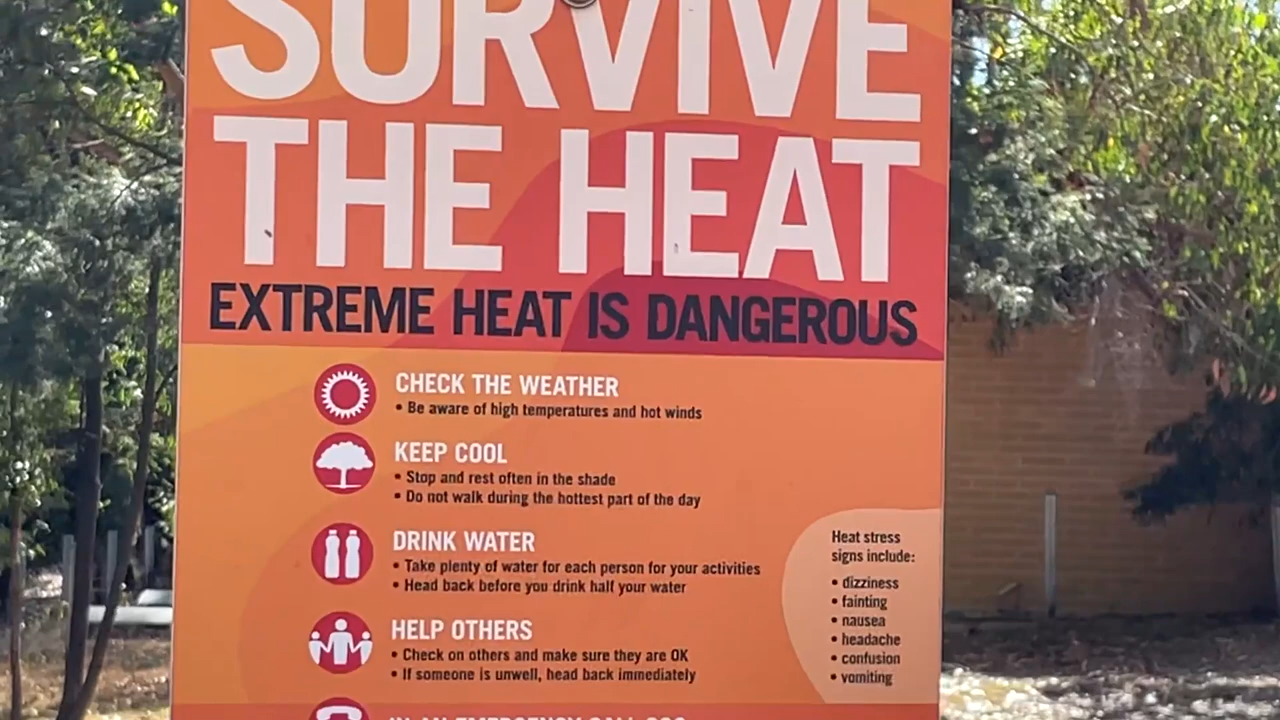 SURVIVE
THE HEAT
EXTREME HEAT IS DANGEROUS
CHECK THE WEATHER
• Be aware of high temperatures and hot winds
KEEP COOL
• Stop and rest often in the shade
• Do not walk during the hottest part of the day
DRINK WATER
• Take plenty of water for each person for your activities
• Head back before you drink half your water
HELP OTHERS
• Check on others and make sure they are OK
• If someone is unwell, head back immediately
Heat stress
signs include:
• dizziness
• fainting
• nausea
• headache
• confusion
• vomiting
IN AN EMERGENCY CALL